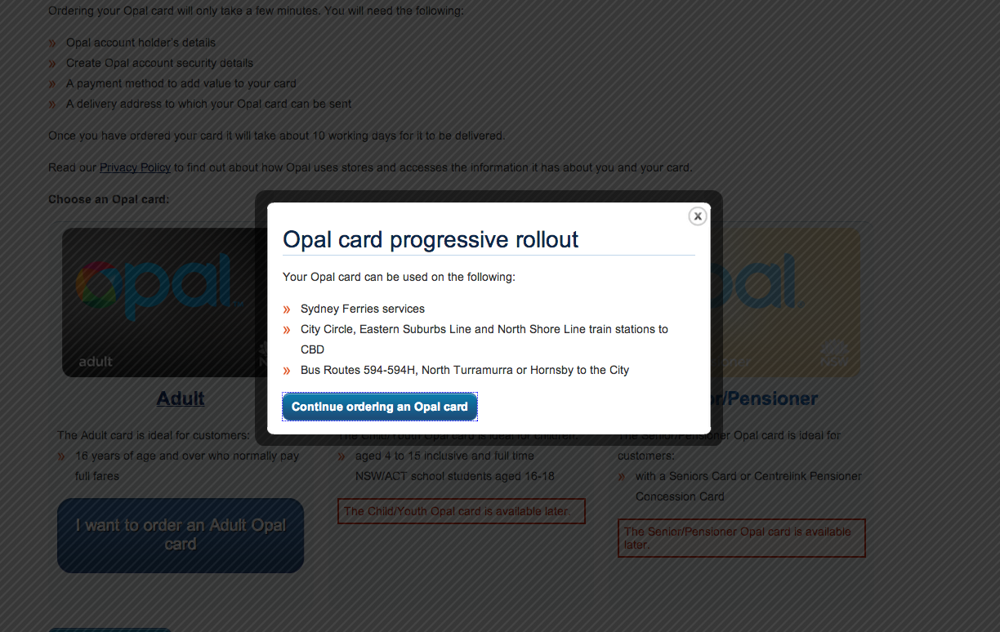 Ordering your Opal card will only take a few minutes. You will need the following:
» Opal account holder's details
» Create Opal account security details
» A payment method to add value to your card
» A delivery address to which your Opal card can be sent
Once you have ordered your card it will take about 10 working days for it to be delivered.
Read our Privacy Policy to find out about how Opal uses stores and accesses the information it has about you and your card.
Choose an Opal card:
x
Opal card progressive rollout
Your Opal card can be used on the following:
» Sydney Ferries services
» City Circle, Eastern Suburbs Line and North Shore Line train stations to
CBD
» Bus Routes 594-594H, North Turramurra or Hornsby to the City
Continue ordering an Opal card
opal
adult
Adult
The Adult card is ideal for customers:
» 16 years of age and over who normally pay
full fares
I want to order an Adult Opal
card
The Child/Youth Opal card is ideal for children:
» aged 4 to 15 inclusive and full time
NSW/ACT school students aged 16-18
The Child/Youth Opal card is available later.
/Pensioner
The Senior/Pensioner Opal card is ideal for
customers:
» with a Seniors Card or Centrelink Pensioner
Concession Card
The Senior/Pensioner Opal card is available
later.